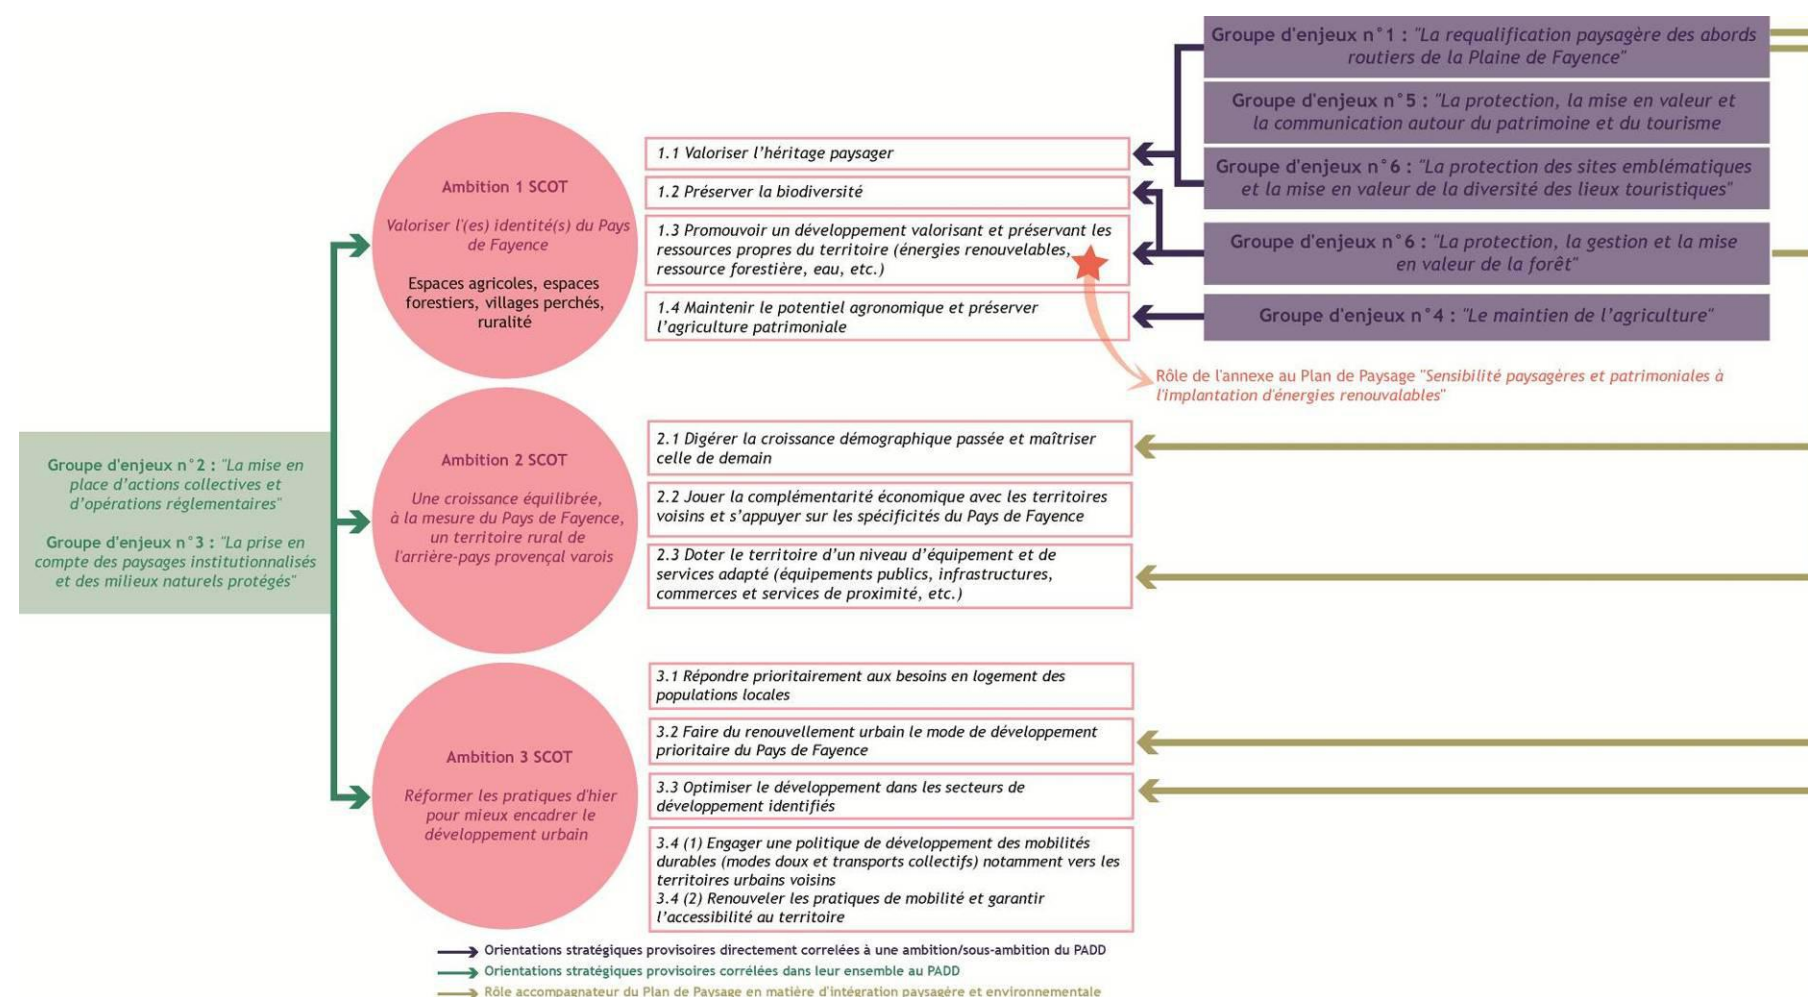 Groupe d'enjeux n°1 : "La requalification paysagère des abords
routiers de la Plaine de Fayence"
Groupe d'enjeux n°5 : "La protection, la mise en valeur et
la communication autour du patrimoine et du tourisme
Groupe d'enjeux n°6 : "La protection des sites emblématiques
et la mise en valeur de la diversité des lieux touristiques"
Groupe d'enjeux n°6 : "La protection, la gestion et la mise
en valeur de la forêt"
Groupe d'enjeux n°4 : "Le maintien de l'agriculture"
Ambition 1 SCOT
Valoriser l'(es) identité(s) du Pays
de Fayence
Espaces agricoles, espaces
forestiers, villages perchés,
ruralité
1.1 Valoriser l'héritage paysager
1.2 Préserver la biodiversité
1.3 Promouvoir un développement valorisant et préservant les
ressources propres du territoire (énergies renouvelables,
ressource forestière, eau, etc.)
1.4 Maintenir le potentiel agronomique et préserver
l'agriculture patrimoniale
Rôle de l'annexe au Plan de Paysage "Sensibilité paysagères et patrimoniales à
l'implantation d'énergies renouvalables"
Groupe d'enjeux n°2 : "La mise en
place d'actions collectives et
d'opérations réglementaires"
Groupe d'enjeux n°3 : "La prise en
compte des paysages institutionnalisés
et des milieux naturels protégés"
Ambition 2 SCOT
Une croissance équilibrée,
à la mesure du Pays de Fayence,
un territoire rural de
l'arrière-pays provençal varois
2.1 Digérer la croissance démographique passée et maîtriser
celle de demain
2.2 Jouer la complémentarité économique avec les territoires
voisins et s'appuyer sur les spécificités du Pays de Fayence
2.3 Doter le territoire d'un niveau d'équipement et de
services adapté (équipements publics, infrastructures,
commerces et services de proximité, etc.)
Ambition 3 SCOT
Réformer les pratiques d'hier
pour mieux encadrer le
développement urbain
3.1 Répondre prioritairement aux besoins en logement des
populations locales
3.2 Faire du renouvellement urbain le mode de développement
prioritaire du Pays de Fayence
3.3 Optimiser le développement dans les secteurs de
développement identifiés
3.4 (1) Engager une politique de développement des mobilités
durables (modes doux et transports collectifs) notamment vers les
territoires urbains voisins
3.4 (2) Renouveler les pratiques de mobilité et garantir
l'accessibilité au territoire
Orientations stratégiques provisoires directement correlées à une ambition/sous-ambition du PADD
Orientations stratégiques provisoires corrélées dans leur ensemble au PADD
Rôle accompagnateur du Plan de Paysage en matière d'intégration paysagère et environnementale